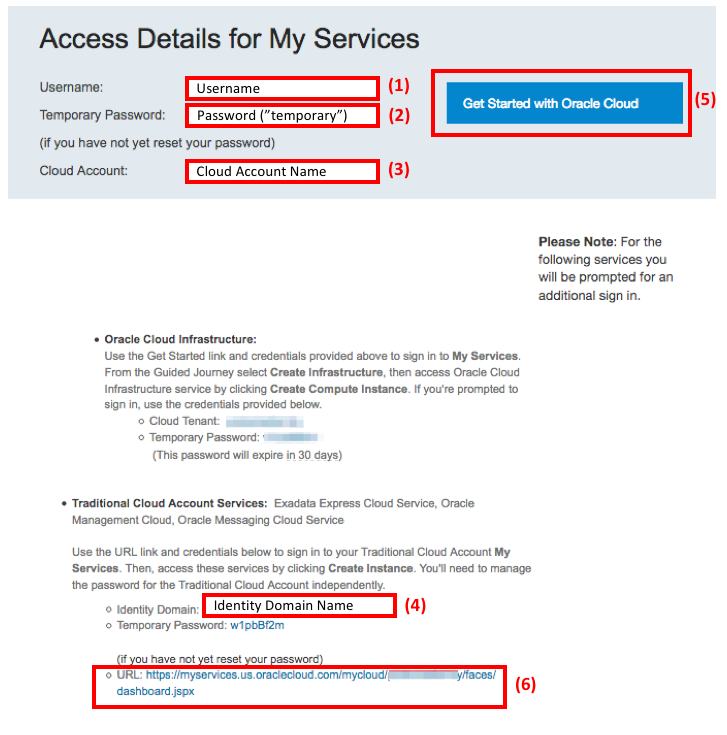 Access Details for My Services
Username: Username (1)
Get Started with Oracle Cloud (5)
Temporary Password: Password (”temporary”) (2)
(if you have not yet reset your password)
Cloud Account: Cloud Account Name (3)
Please Note: For the
following services you
will be prompted for an
additional sign in.
• Oracle Cloud Infrastructure:
Use the Get Started link and credentials provided above to sign in to My Services.
From the Guided Journey select Create Infrastructure, then access Oracle Cloud
Infrastructure service by clicking Create Compute Instance. If you're prompted to
sign in, use the credentials provided below.
○ Cloud Tenant:
○ Temporary Password:
(This password will expire in 30 days)
• Traditional Cloud Account Services: Exadata Express Cloud Service, Oracle
Management Cloud, Oracle Messaging Cloud Service
Use the URL link and credentials below to sign in to your Traditional Cloud Account My
Services. Then, access these services by clicking Create Instance. You'll need to manage
the password for the Traditional Cloud Account independently.
○ Identity Domain: Identity Domain Name (4)
○ Temporary Password: w1pbBf2m
(if you have not yet reset your password)
○ URL: https://myservices.us.oraclecloud.com/mycloud/ y/faces/
dashboard.jspx (6)